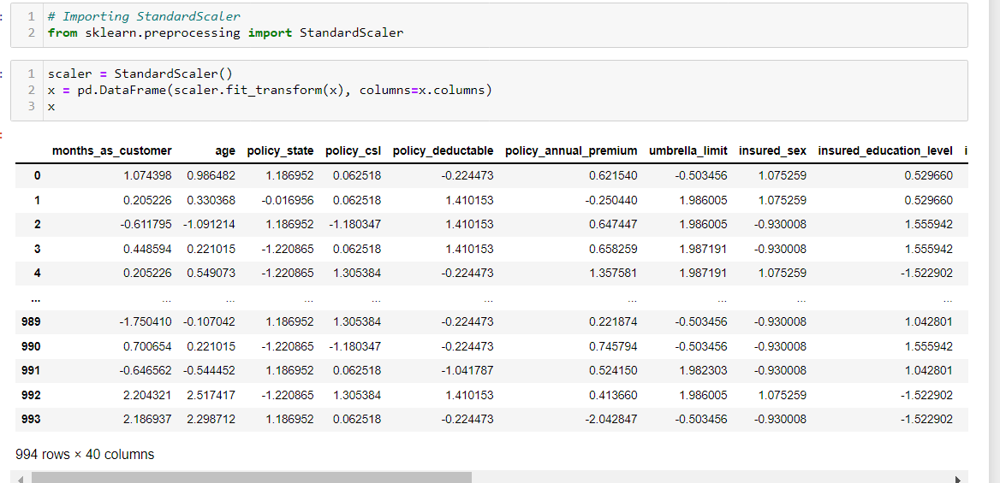 :
1 # Importing StandardScaler
2 from sklearn.preprocessing import StandardScaler
:
1 scaler = StandardScaler()
2 x = pd.DataFrame(scaler.fit_transform(x), columns=x.columns)
3 x
:
months_as_customer age policy_state policy_csl policy_deductable policy_annual_premium umbrella_limit insured_sex insured_education_level i
0 1.074398 0.986482 1.186952 0.062518 -0.224473 0.621540 -0.503456 1.075259 0.529660
1 0.205226 0.330368 -0.016956 0.062518 1.410153 -0.250440 1.986005 1.075259 0.529660
2 -0.611795 -1.091214 1.186952 -1.180347 1.410153 0.647447 1.986005 -0.930008 1.555942
3 0.448594 0.221015 -1.220865 0.062518 1.410153 0.658259 1.987191 -0.930008 1.555942
4 0.205226 0.549073 -1.220865 1.305384 -0.224473 1.357581 1.987191 1.075259 -1.522902
... ... ... ... ... ... ... ... ... ...
989 -1.750410 -0.107042 1.186952 1.305384 -0.224473 0.221874 -0.503456 -0.930008 1.042801
990 0.700654 0.221015 -1.220865 -1.180347 -0.224473 0.745794 -0.503456 -0.930008 1.555942
991 -0.646562 -0.544452 1.186952 0.062518 -1.041787 0.524150 1.982303 -0.930008 1.042801
992 2.204321 2.517417 -1.220865 1.305384 1.410153 0.413660 1.986005 1.075259 -1.522902
993 2.186937 2.298712 1.186952 0.062518 -0.224473 -2.042847 -0.503456 -0.930008 -1.522902
994 rows × 40 columns